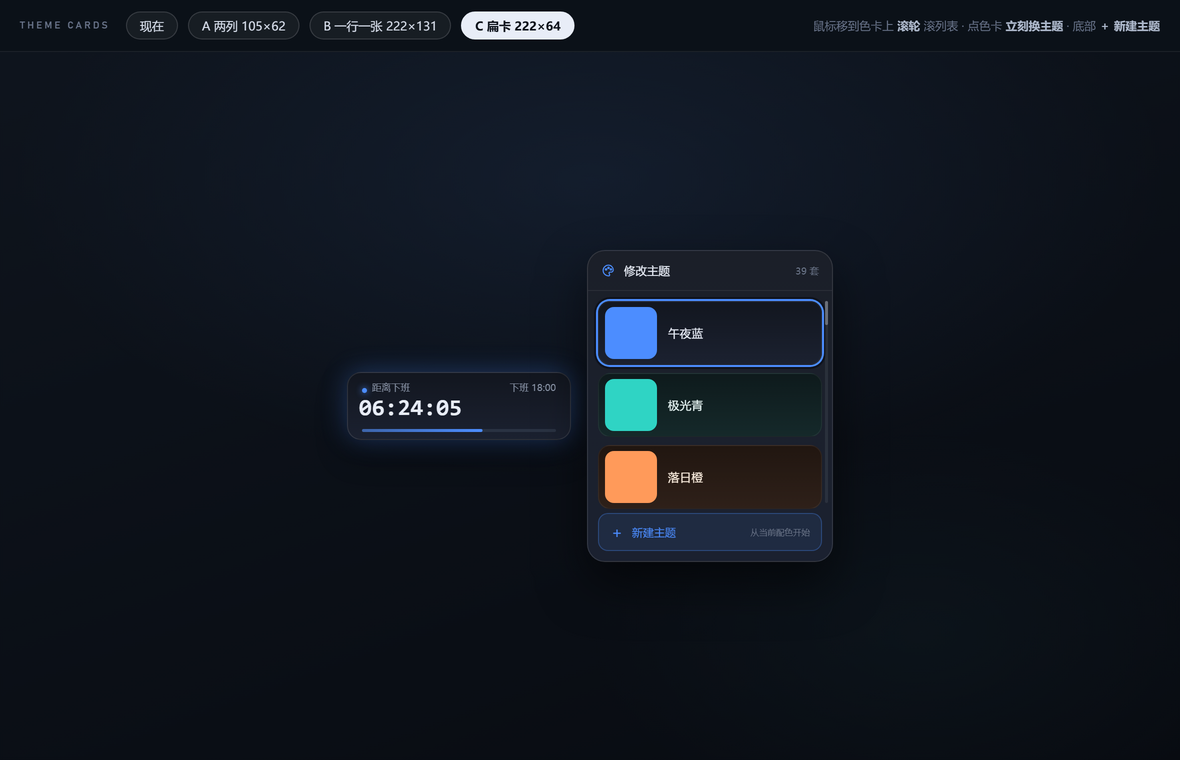 THEME CARDS
现在
A 两列 105×62
B 一行一张 222×131
C 扁卡 222×64
鼠标移到色卡上 滚轮 滚列表 · 点色卡 立刻换主题 · 底部 + 新建主题
距离下班
下班 18:00
06:24:05
修改主题
39 套
午夜蓝
极光青
落日橙
+ 新建主题
从当前配色开始